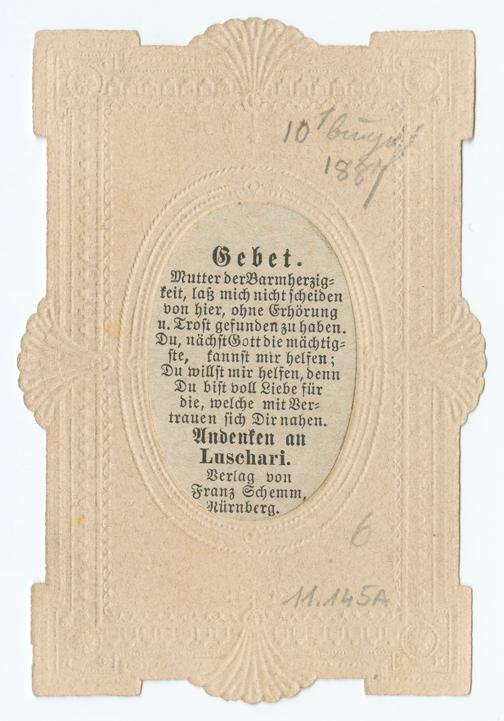 10
1887
Gebet.
Mutter der Barmherzig-
keit, laß mich nicht scheiden
von hier, ohne Erhörung
u. Trost gefunden zu haben.
Du, nächst Gott die mächtig-
ste, kannst mir helfen;
Du willst mir helfen, denn
Du bist voll Liebe für
die, welche mit Ver-
trauen sich Dir nahen.
Andenken an
Luschari.
Verlag von
Franz Schemm,
Nürnberg.
6
11.145A